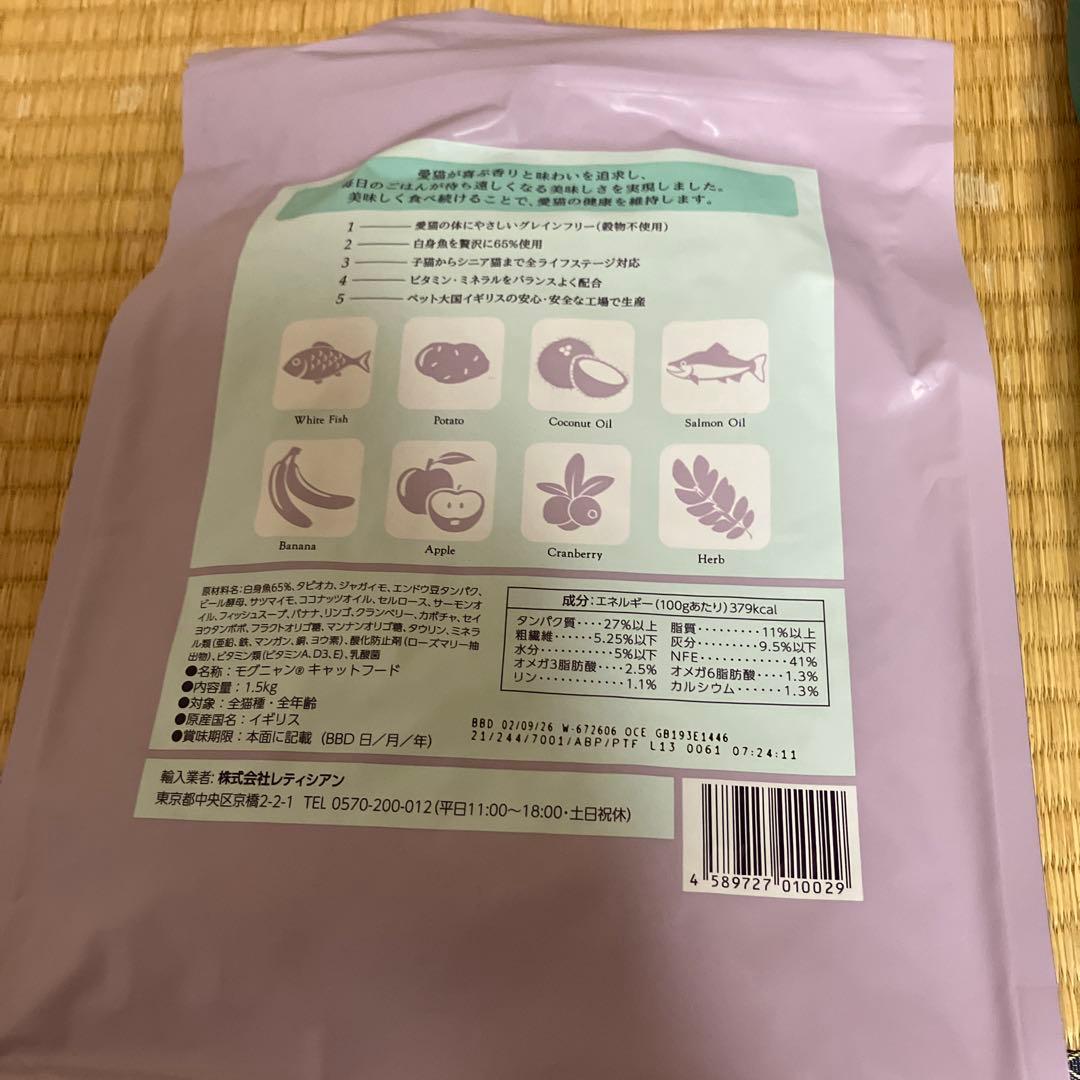 愛猫が喜ぶ香りと味わいを追求し、
毎日のごはんが待ち遠しくなる美味しさを実現しました。
美味しく食べ続けることで、愛猫の健康を維持します。
1 愛猫の体にやさしいグレインフリー(穀物不使用)
2 白身魚を贅沢に65%使用
3 子猫からシニア猫まで全ライフステージ対応
4 ビタミン・ミネラルをバランスよく配合
5 ペット大国イギリスの安心・安全な工場で生産
White Fish Potato Coconut Oil Salmon Oil
Banana Apple Cranberry Herb
原材料名:白身魚65%、タピオカ、ジャガイモ、エンドウ豆タンパク、
ビール酵母、サツマイモ、ココナッツオイル、セルロース、サーモンオ
イル、フィッシュスープ、バナナ、リンゴ、クランベリー、カボチャ、セイ
ヨウタンポポ、フラクトオリゴ糖、マンナンオリゴ糖、タウリン、ミネラ
ル類(亜鉛、鉄、マンガン、銅、ヨウ素)、酸化防止剤(ローズマリー抽
出物)、ビタミン類(ビタミンA、D3、E)、乳酸菌
●名称:モグニャン® キャットフード
●内容量:1.5kg
●対象:全猫種・全年齢
●原産国名:イギリス
●賞味期限:本面に記載 (BBD 日/月/年)
成分:エネルギー(100gあたり)379kcal
タンパク質････27%以上 脂質･････････11%以上
粗繊維･･････5.25%以下 灰分････････9.5%以下
水分･･････････5%以下 NFE･･･････････41%
オメガ3脂肪酸････2.5% オメガ6脂肪酸････1.3%
リン･･･････････1.1% カルシウム･･････1.3%
BBD 02/09/26 W-672606 OCE GB193E1446
21/244/7001/ABP/PTF L13 0061 07:24:11
輸入業者:株式会社レティシアン
東京都中央区京橋2-2-1 TEL 0570-200-012(平日11:00〜18:00・土日祝休)
4 589727 010029